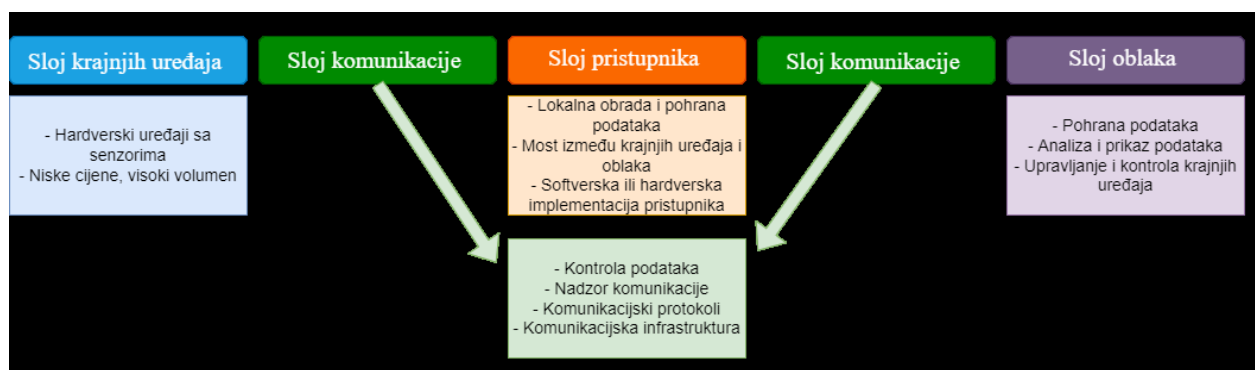 Sloj krajnjih uređaja
Sloj komunikacije
Sloj pristupnika
Sloj komunikacije
Sloj oblaka
- Hardverski uređaji sa
senzorima
- Niske cijene, visoki volumen
- Lokalna obrada i pohrana
podataka
- Most između krajnjih uređaja i
oblaka
- Softverska ili hardverska
implementacija pristupnika
- Pohrana podataka
- Analiza i prikaz podataka
- Upravljanje i kontrola krajnjih
uređaja
- Kontrola podataka
- Nadzor komunikacije
- Komunikacijski protokoli
- Komunikacijska infrastruktura